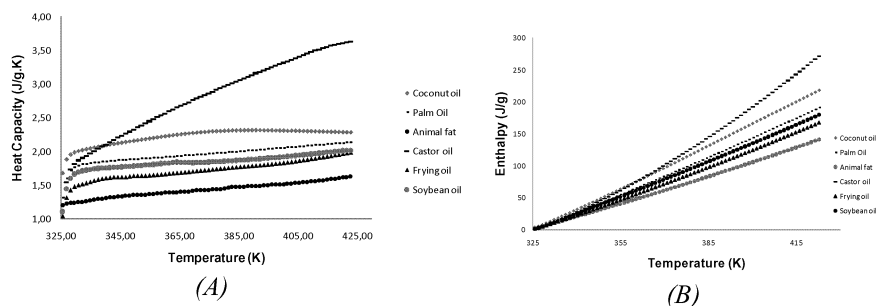 4,00
3,50
3,00
2,50
2,00
1,50
1,00
Heat Capacity (J/g.K)
325,00 345,00 365,00 385,00 405,00 425,00
Temperature (K)
Coconut oil
Palm Oil
Animal fat
Castor oil
Frying oil
Soybean oil
(A)
300
250
200
150
100
50
0
Enthalpy (J/g)
325 355 385 415
Temperature (K)
Coconut oil
Palm Oil
Animal fat
Castor oil
Frying oil
Soybean oil
(B)